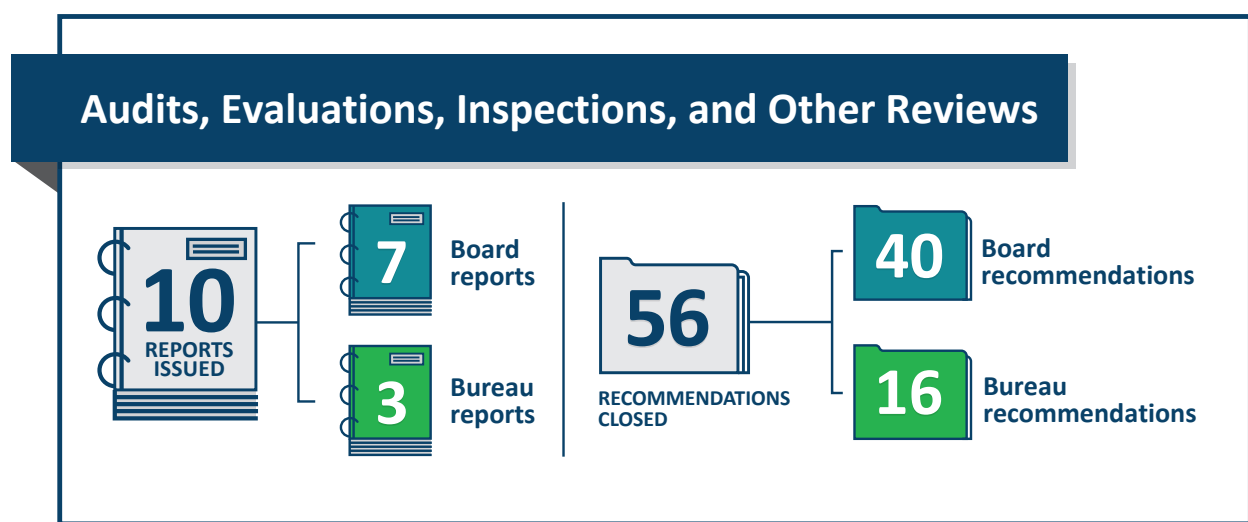 Audits, Evaluations, Inspections, and Other Reviews
10
REPORTS
ISSUED
7
Board
reports
3
Bureau
reports
56
RECOMMENDATIONS
CLOSED
40
Board
recommendations
16
Bureau
recommendations